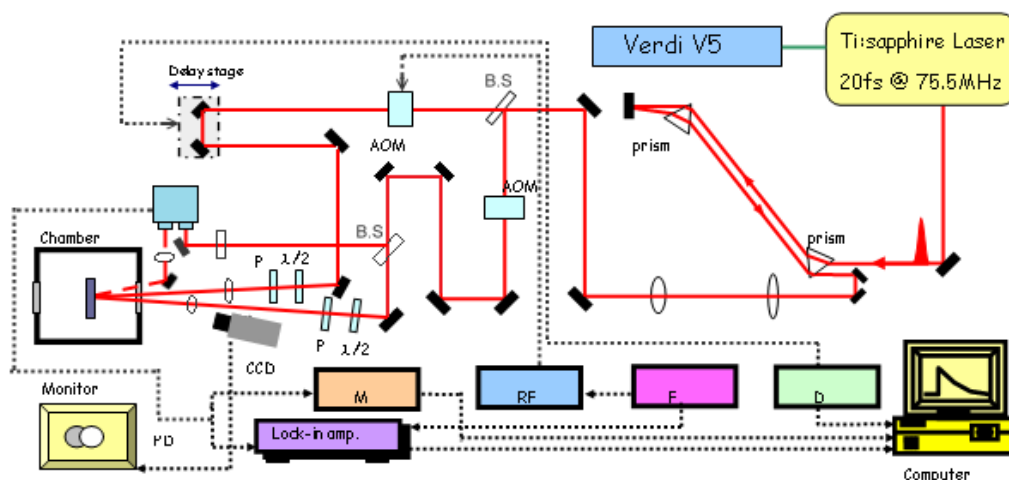 Verdi V5
Ti:sapphire Laser
20fs @ 75.5MHz
Delay stage
B.S
AOM
prism
AOM
B.S
prism
Chamber
P
λ/2
P
λ/2
CCD
Monitor
M
RF
F
D
PD
Lock-in amp.
Computer